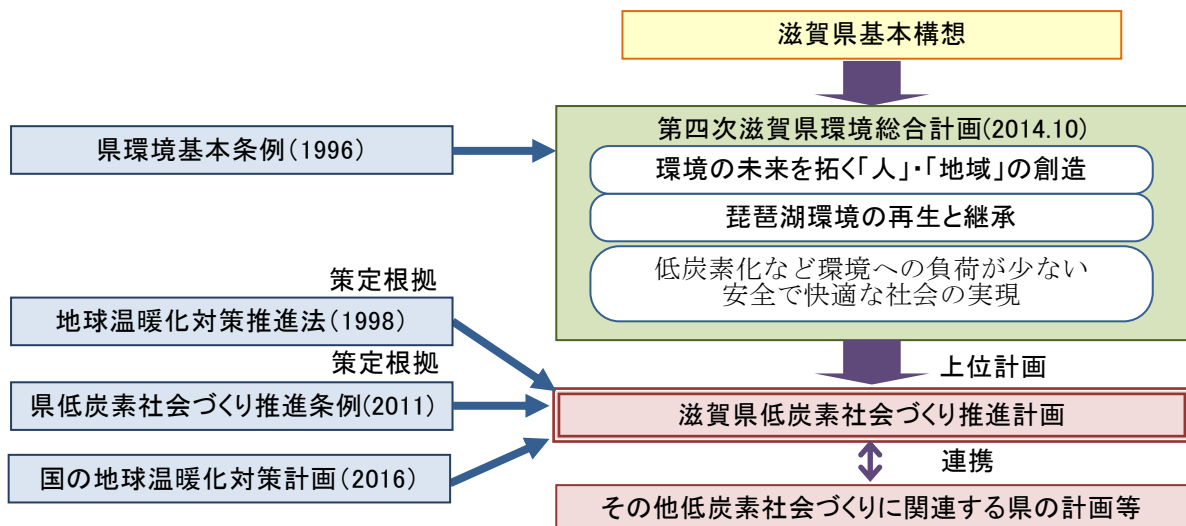 滋賀県基本構想
第四次滋賀県環境総合計画(2014.10)
県環境基本条例(1996)
環境の未来を拓く「人」・「地域」の創造
琵琶湖環境の再生と継承
低炭素化など環境への負荷が少ない
安全で快適な社会の実現
策定根拠
地球温暖化対策推進法(1998)
上位計画
策定根拠
県低炭素社会づくり推進条例(2011)
滋賀県低炭素社会づくり推進計画
国の地球温暖化対策計画(2016)
連携
その他低炭素社会づくりに関連する県の計画等